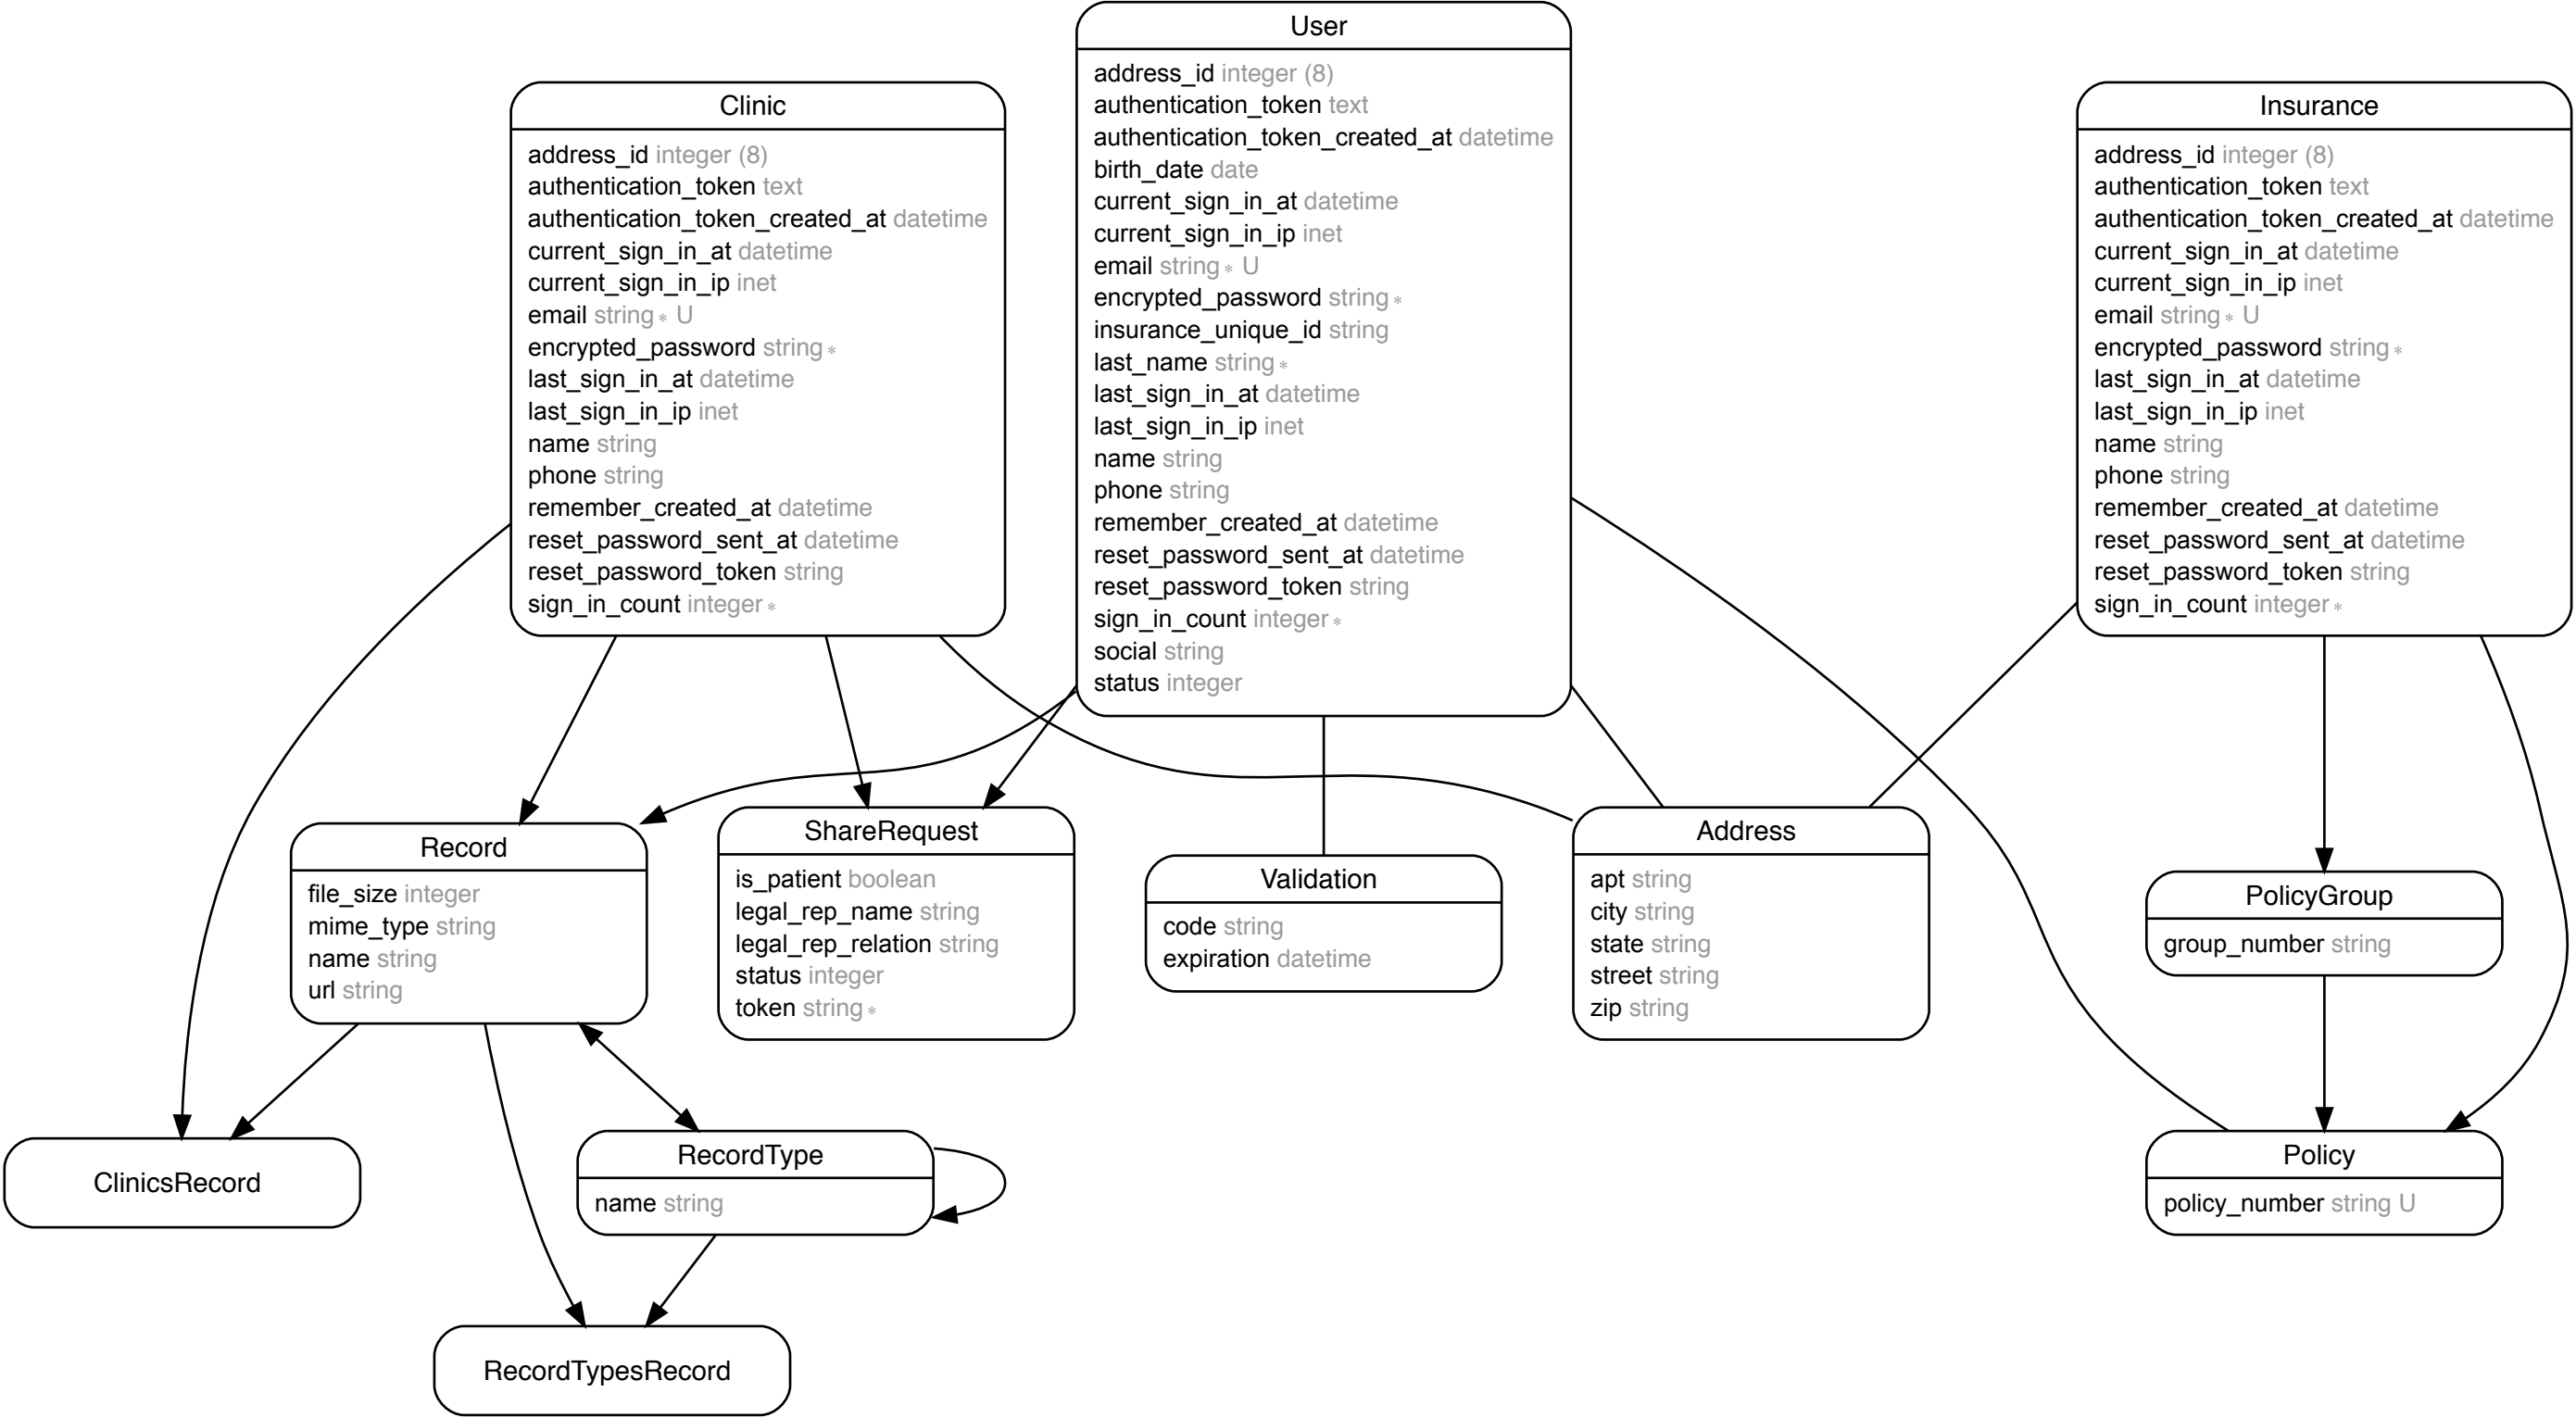 User
address_id integer (8)
authentication_token text
authentication_token_created_at datetime
birth_date date
current_sign_in_at datetime
current_sign_in_ip inet
email string∗ U
encrypted_password string∗
insurance_unique_id string
last_name string∗
last_sign_in_at datetime
last_sign_in_ip inet
name string
phone string
remember_created_at datetime
reset_password_sent_at datetime
reset_password_token string
sign_in_count integer∗
social string
status integer
Clinic
address_id integer (8)
authentication_token text
authentication_token_created_at datetime
current_sign_in_at datetime
current_sign_in_ip inet
email string∗ U
encrypted_password string∗
last_sign_in_at datetime
last_sign_in_ip inet
name string
phone string
remember_created_at datetime
reset_password_sent_at datetime
reset_password_token string
sign_in_count integer∗
Insurance
address_id integer (8)
authentication_token text
authentication_token_created_at datetime
current_sign_in_at datetime
current_sign_in_ip inet
email string∗ U
encrypted_password string∗
last_sign_in_at datetime
last_sign_in_ip inet
name string
phone string
remember_created_at datetime
reset_password_sent_at datetime
reset_password_token string
sign_in_count integer∗
Record
file_size integer
mime_type string
name string
url string
ShareRequest
is_patient boolean
legal_rep_name string
legal_rep_relation string
status integer
token string∗
Validation
code string
expiration datetime
Address
apt string
city string
state string
street string
zip string
PolicyGroup
group_number string
ClinicsRecord
RecordType
name string
Policy
policy_number string U
RecordTypesRecord